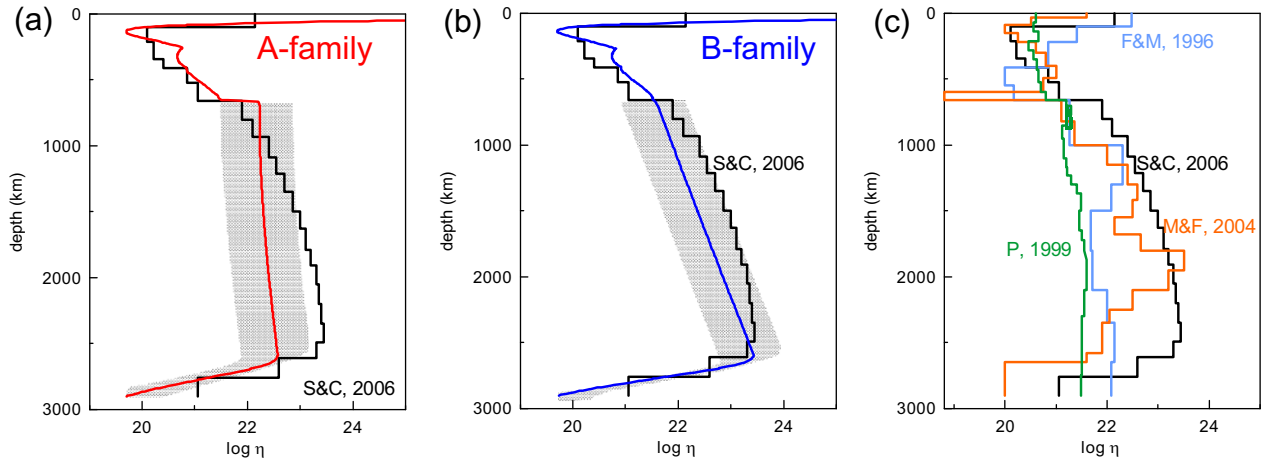 (a)
A-family
S&C, 2006
0
1000
2000
3000
depth (km)
20
22
24
log η
(b)
B-family
S&C, 2006
0
1000
2000
3000
depth (km)
20
22
24
log η
(c)
F&M, 1996
S&C, 2006
M&F, 2004
P, 1999
0
1000
2000
3000
depth (km)
20
21
22
23
24
log η